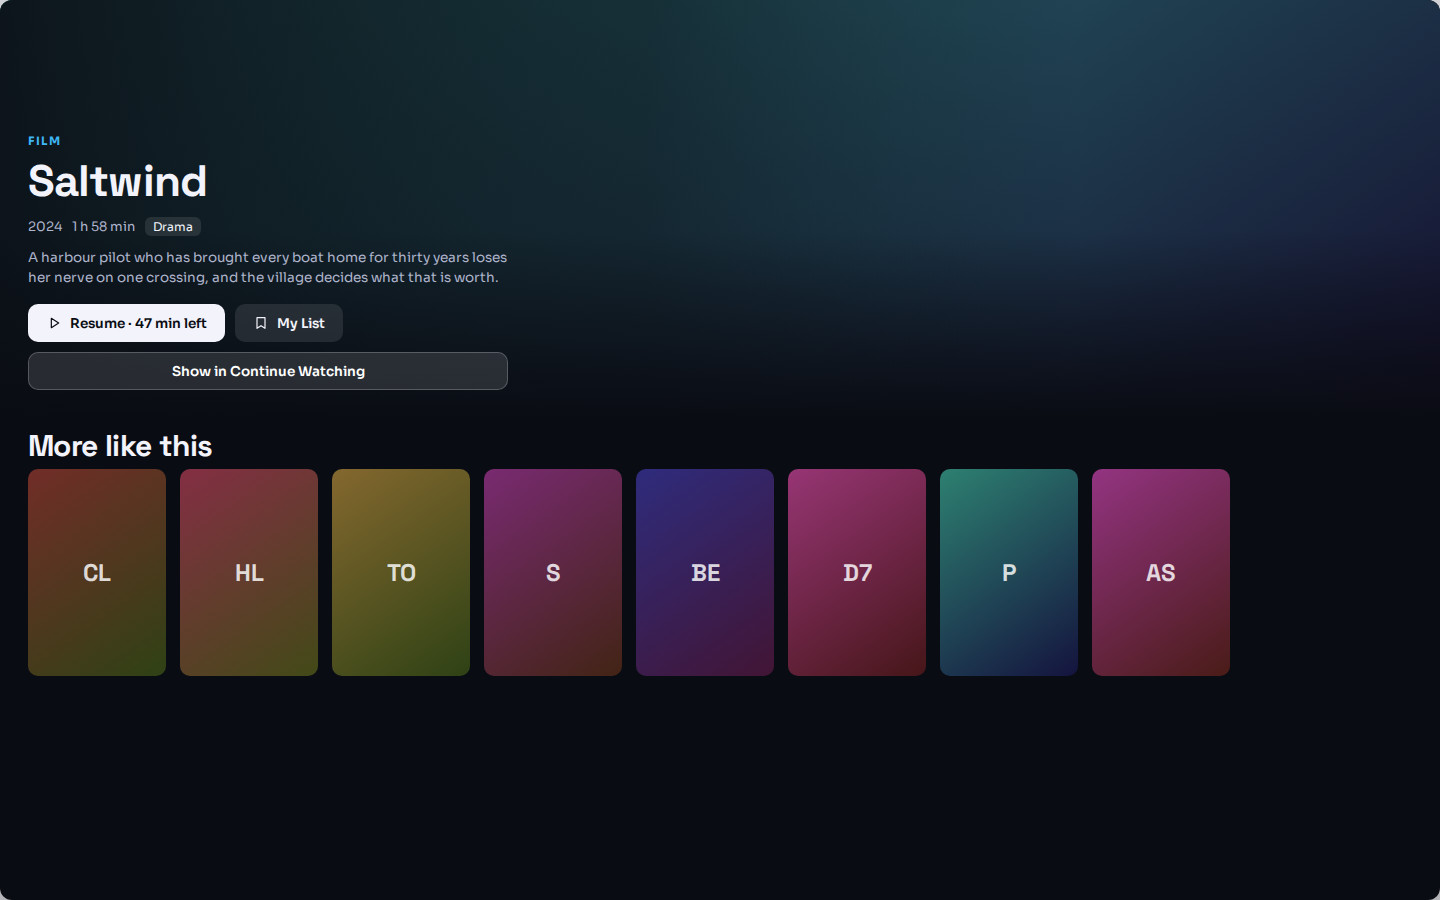 FILM
Saltwind
2024 1 h 58 min Drama
A harbour pilot who has brought every boat home for thirty years loses
her nerve on one crossing, and the village decides what that is worth.
Resume · 47 min left My List
Show in Continue Watching
More like this
CL HL TO S BE D7 P AS